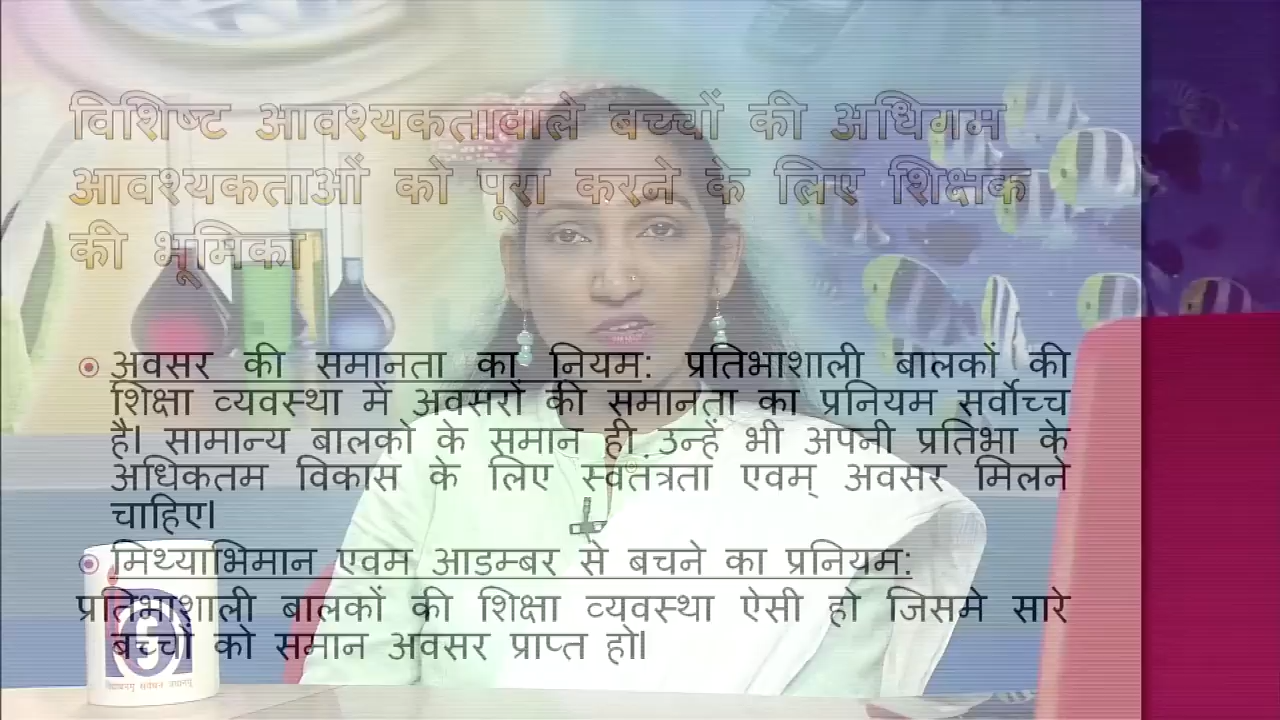 विशिष्ट आवश्यकतावाले बच्चों की अधिगम
आवश्यकताओं को पूरा करने के लिए शिक्षक
की भूमिका
अवसर की समानता का नियम: प्रतिभाशाली बालकों की
शिक्षा व्यवस्था में अवसरों की समानता का प्रनियम सर्वोच्च
है। सामान्य बालको के समान ही उन्हें भी अपनी प्रतिभा के
अधिकतम विकास के लिए स्वतंत्रता एवम् अवसर मिलने
चाहिए।
मिथ्याभिमान एवम आडम्बर से बचने का प्रनियम:
प्रतिभाशाली बालकों की शिक्षा व्यवस्था ऐसी हो जिसमे सारे
बच्चों को समान अवसर प्राप्त हो।